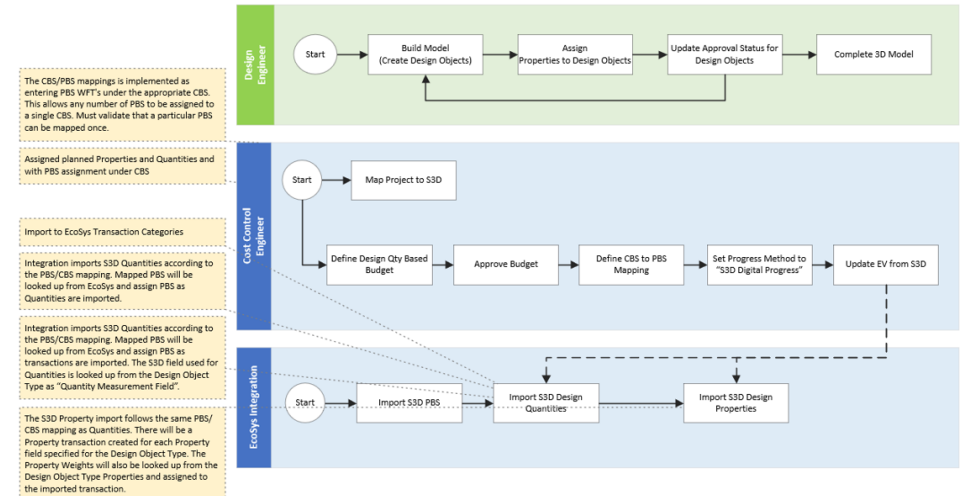 Design
Engineer
Start
Build Model
(Create Design Objects)
Assign
Properties to Design Objects
Update Approval Status for
Design Objects
Complete 3D Model
The CBS/PBS mappings is implemented as
entering PBS WFT's under the appropriate CBS.
This allows any number of PBS to be assigned to
a single CBS. Must validate that a particular PBS
can be mapped once.
Assigned planned Properties and Quantities and
with PBS assignment under CBS
Import to EcoSys Transaction Categories
Integration imports S3D Quantities according to
the PBS/CBS mapping. Mapped PBS will be
looked up from EcoSys and assign PBS as
Quantities are imported.
Integration imports S3D Quantities according to
the PBS/CBS mapping. Mapped PBS will be
looked up from EcoSys and assign PBS as
transactions are imported. The S3D field used for
Quantities is looked up from the Design Object
Type as “Quantity Measurement Field”.
The S3D Property import follows the same PBS/
CBS mapping as Quantities. There will be a
Property transaction created for each Property
field specified for the Design Object Type. The
Property Weights will also be looked up from the
Design Object Type Properties and assigned to
the imported transaction.
Cost Control
Engineer
Start
Map Project to S3D
Define Design Qty Based
Budget
Approve Budget
Define CBS to PBS
Mapping
Set Progress Method to
“S3D Digital Progress”
Update EV from S3D
EcoSys Integration
Start
Import S3D PBS
Import S3D Design
Quantities
Import S3D Design
Properties